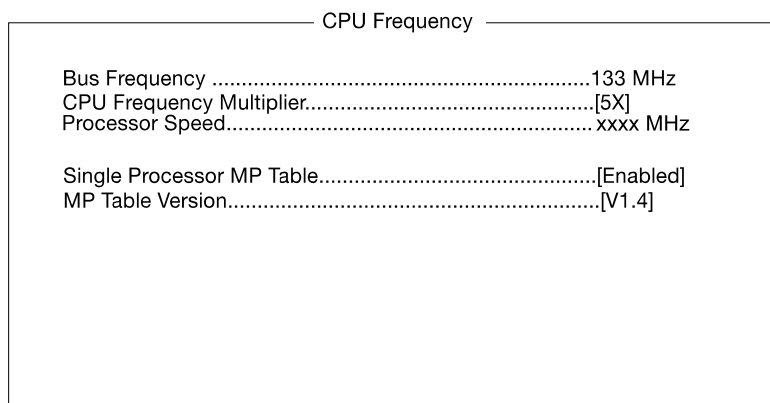 CPU Frequency
Bus Frequency ................................................................133 MHz
CPU Frequency Multiplier.................................................[5X]
Processor Speed.............................................................. xxxx MHz
Single Processor MP Table...............................................[Enabled]
MP Table Version...............................................................[V1.4]